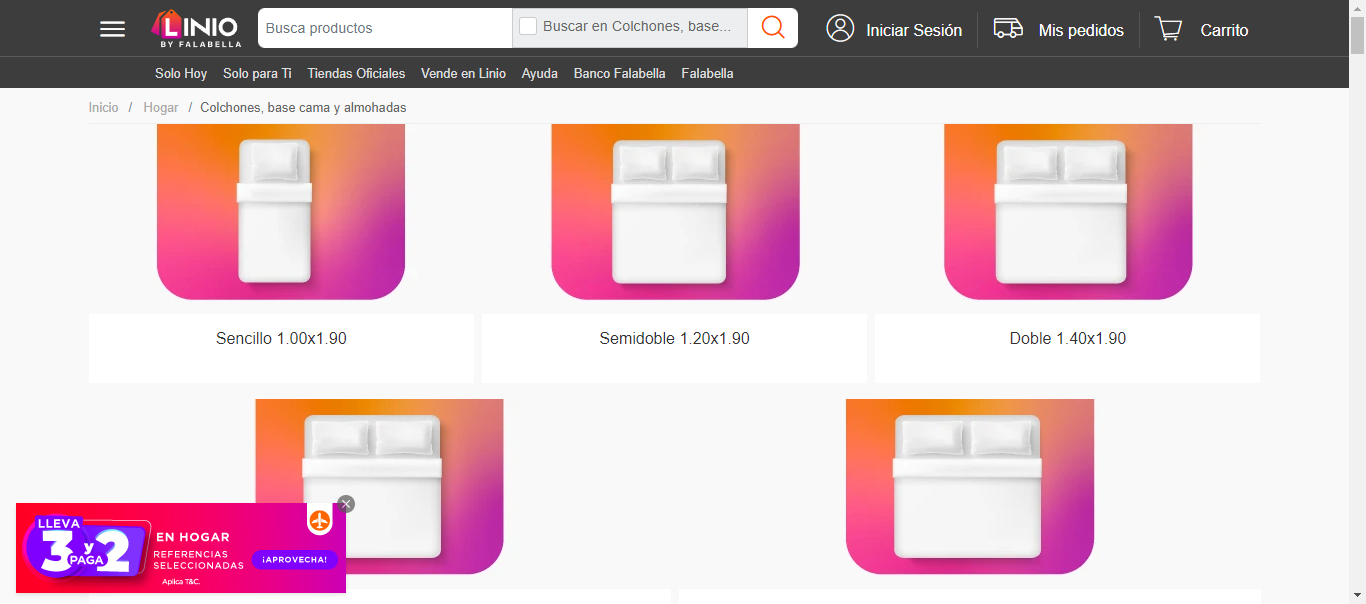 LINIO
BY FALABELLA
Busca productos
Buscar en Colchones, base...
Iniciar Sesión
Mis pedidos
Carrito
Solo Hoy
Solo para Ti
Tiendas Oficiales
Vende en Linio
Ayuda
Banco Falabella
Falabella
Inicio / Hogar / Colchones, base cama y almohadas
Sencillo 1.00x1.90
Semidoble 1.20x1.90
Doble 1.40x1.90
LLEVA
3 y 2
PAGA
EN HOGAR
REFERENCIAS
SELECCIONADAS
Aplica T&C.
¡APROVECHA!